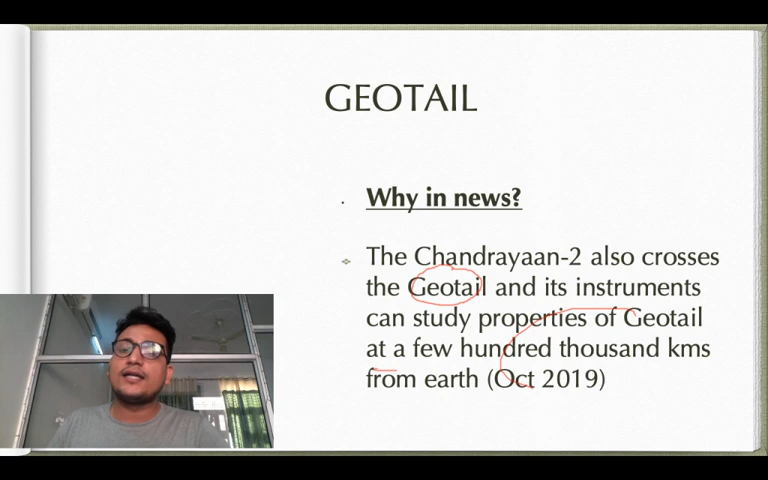 GEOTAIL
Why in news?
The Chandrayaan-2 also crosses
the Geotail and its instruments
can study properties of Geotail
at a few hundred thousand kms
from earth (Oct 2019)